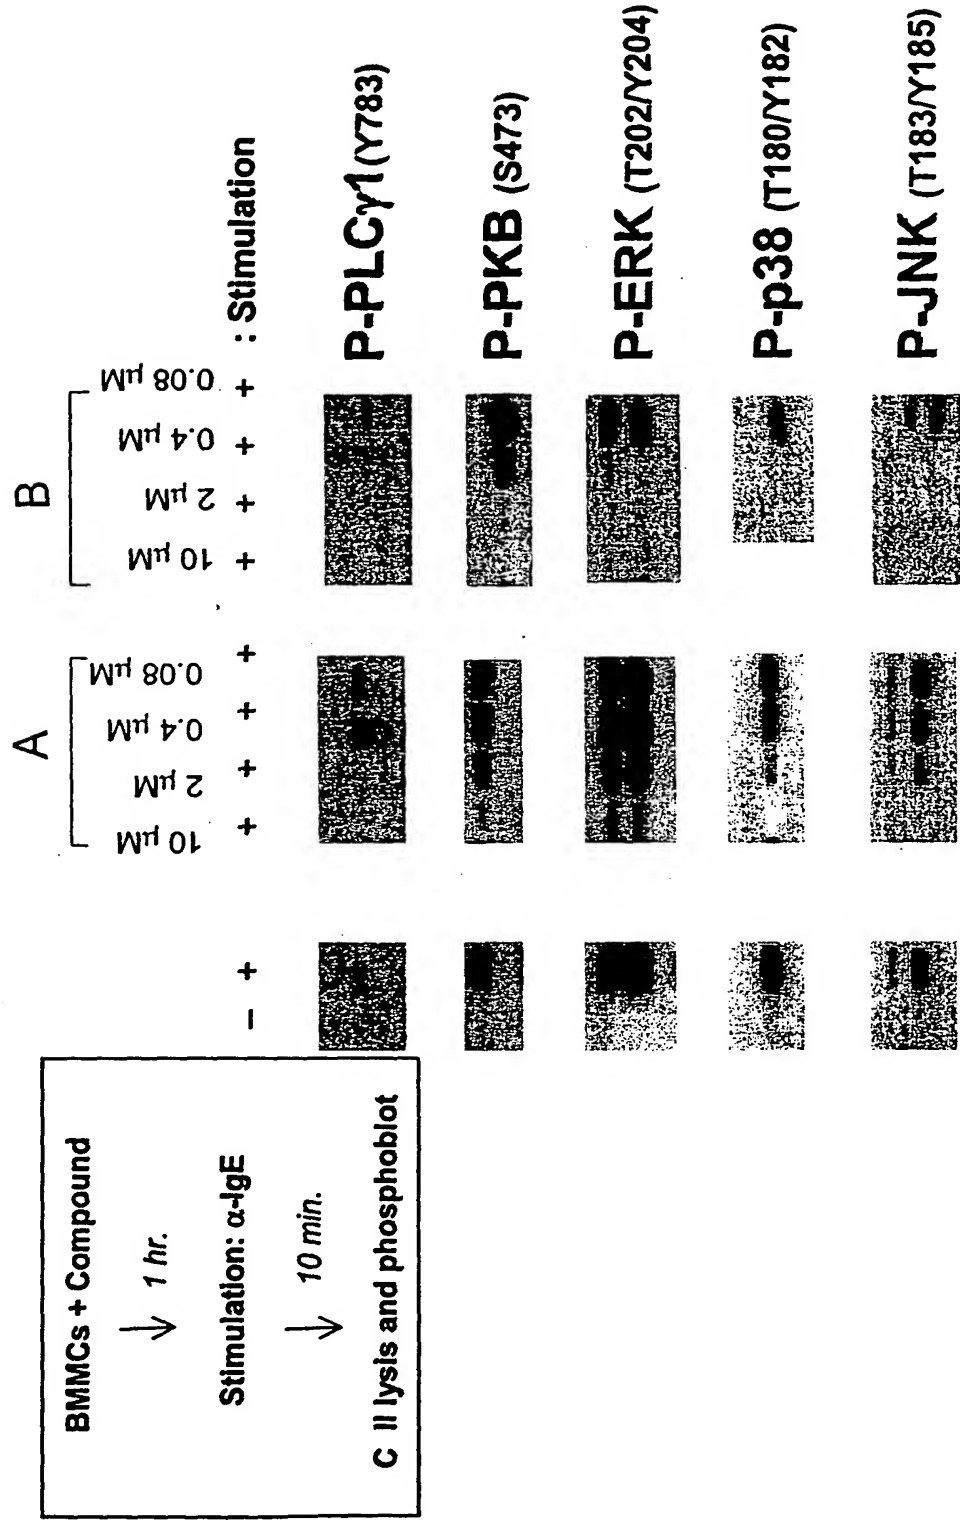 BMMCs + Compound
1 hr.
Stimulation: α-IgE
10 min.
C ll lysis and phosphoblot
A
B
10 µM 2 µM 0.4 µM 0.08 µM 10 µM 2 µM 0.4 µM 0.08 µM
– + + + + + + + + + : Stimulation
P-PLCγ1 (Y783)
P-PKB (S473)
P-ERK (T202/Y204)
P-p38 (T180/Y182)
P-JNK (T183/Y185)